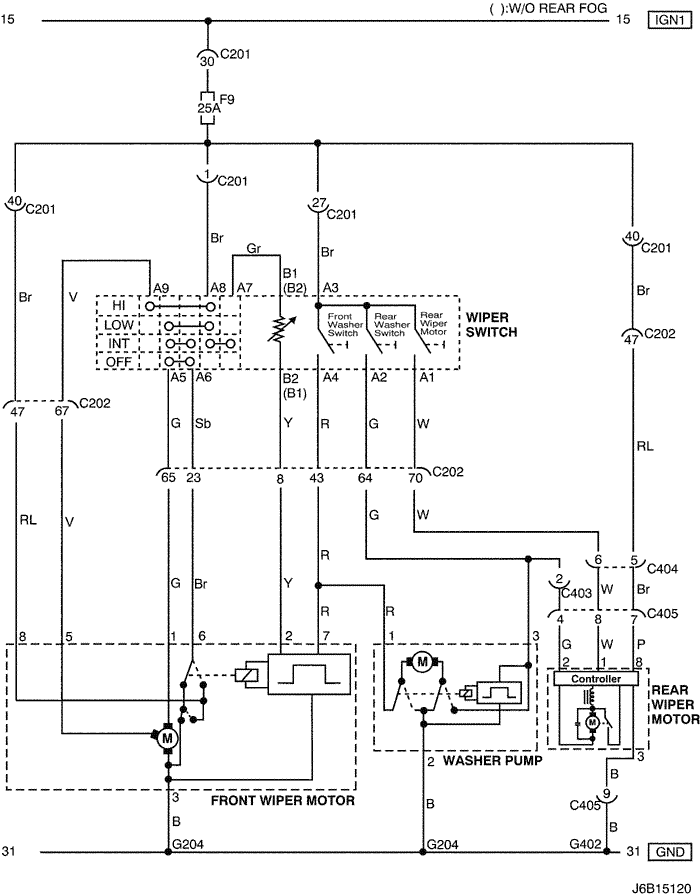 ( ):W/O REAR FOG
15 15 IGN1
30 C201
F9
25A
1 C201
40 C201 27 C201
40 C201
Br Gr Br
Br V B1 Br
A9 A8 A7 (B2) A3
HI
LOW
INT
OFF
Front Washer Switch
Rear Washer Switch
Rear Wiper Motor
WIPER SWITCH
47 C202
A5 A6 B2 A4 A2 A1
(B1)
47 67 C202
G Sb Y R G W
RL
65 23 8 43 64 70 C202
RL V G W
G Br Y R
6 5 C404
2 C403 W Br
C405
R R
4 8 7
8 5 1 6 2 7 1 3
G W P
2 1 8
M
Controller
M
REAR WIPER MOTOR
M
3
WASHER PUMP
2
B
FRONT WIPER MOTOR
3
9
C405
B B B
G204 G204 G402
31 31 GND
J6B15120